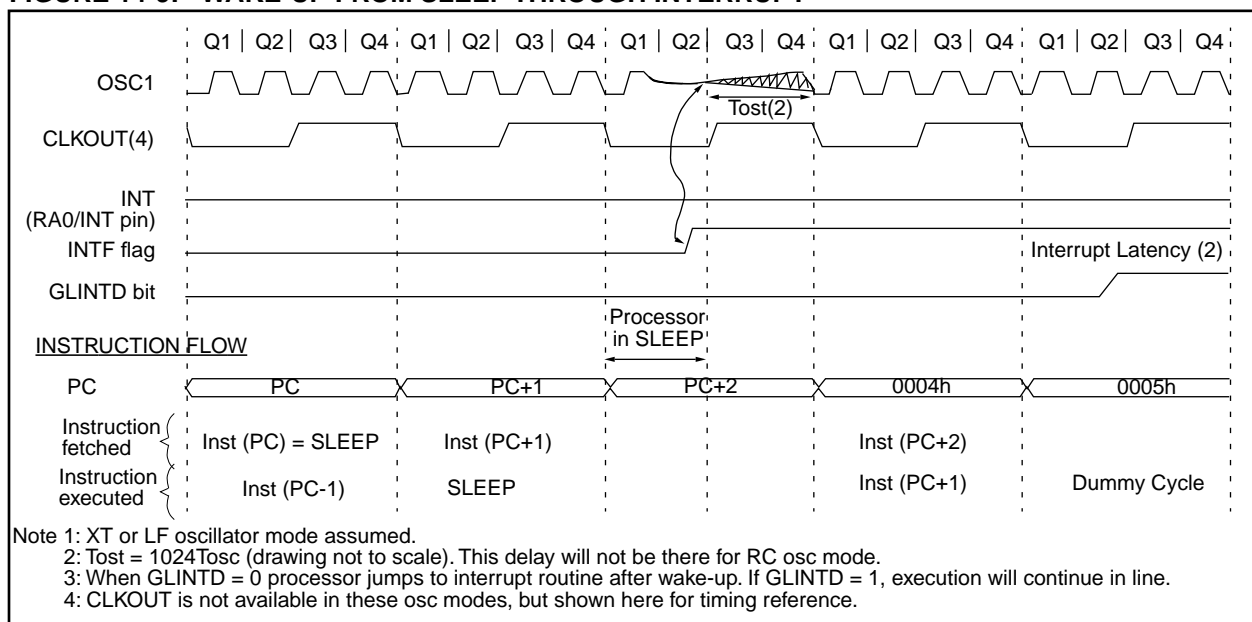 Q1 | Q2 | Q3 | Q4 Q1 | Q2 | Q3 | Q4 Q1 | Q2 | Q3 | Q4 Q1 | Q2 | Q3 | Q4 Q1 | Q2 | Q3 | Q4
OSC1
Tost(2)
CLKOUT(4)
INT
(RA0/INT pin)
INTF flag
Interrupt Latency (2)
GLINTD bit
Processor
in SLEEP
INSTRUCTION FLOW
PC PC PC+1 PC+2 0004h 0005h
Instruction
fetched
Inst (PC) = SLEEP Inst (PC+1) Inst (PC+2)
Instruction
executed
Inst (PC-1) SLEEP Inst (PC+1) Dummy Cycle
Note 1: XT or LF oscillator mode assumed.
2: Tost = 1024Tosc (drawing not to scale). This delay will not be there for RC osc mode.
3: When GLINTD = 0 processor jumps to interrupt routine after wake-up. If GLINTD = 1, execution will continue in line.
4: CLKOUT is not available in these osc modes, but shown here for timing reference.